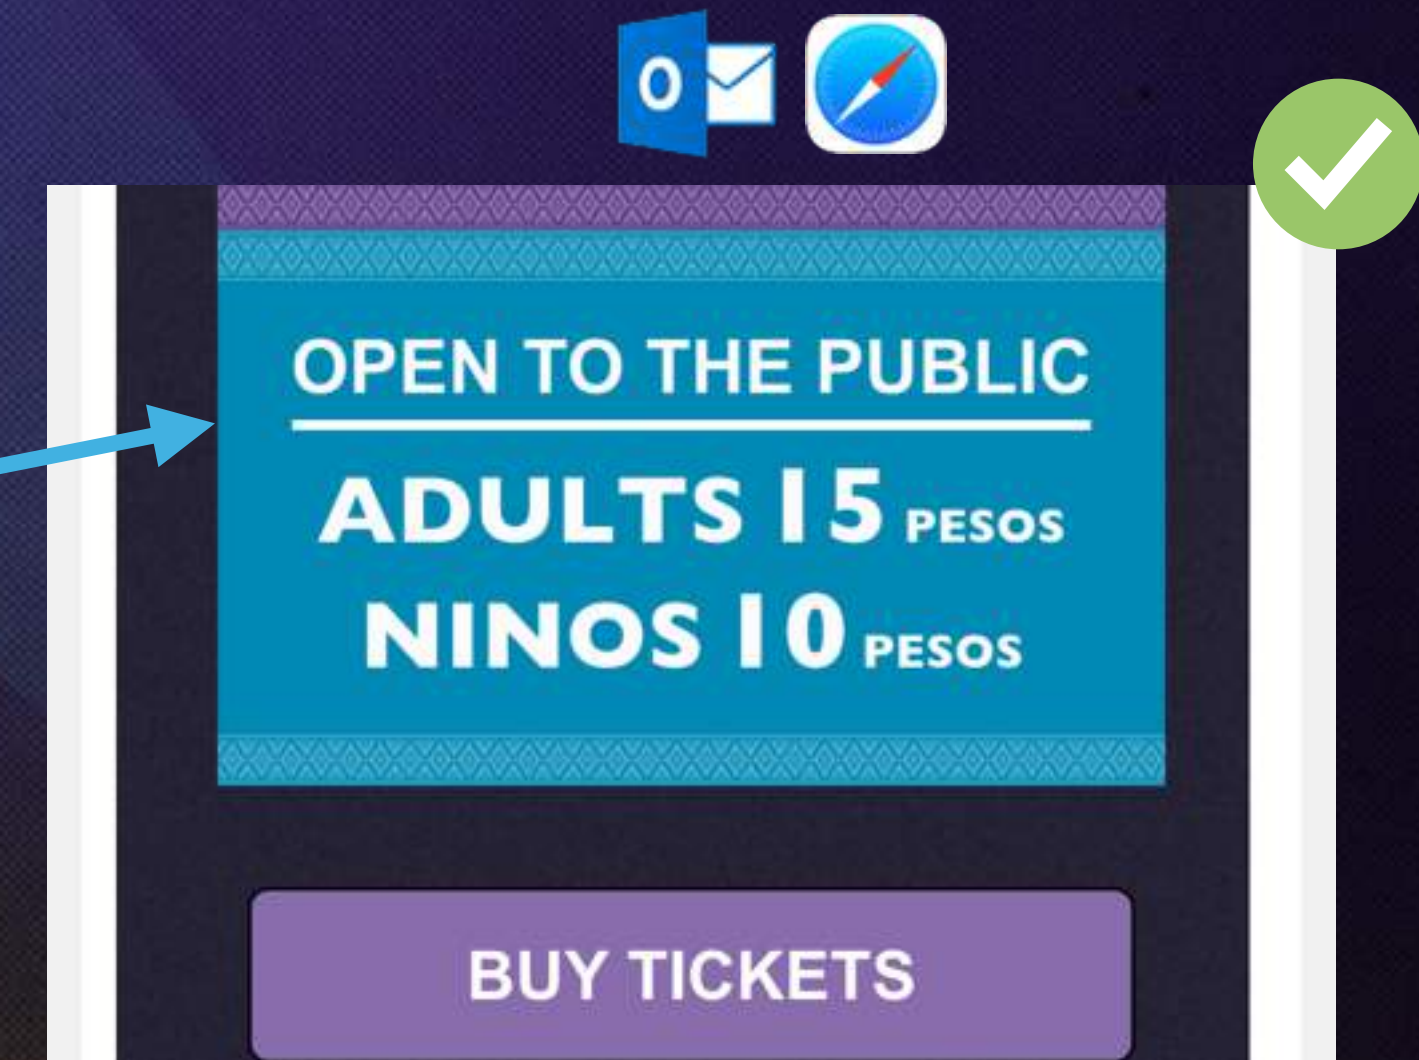 O
OPEN TO THE PUBLIC
ADULTS 15 PESOS
NINOS 10 PESOS
BUY TICKETS